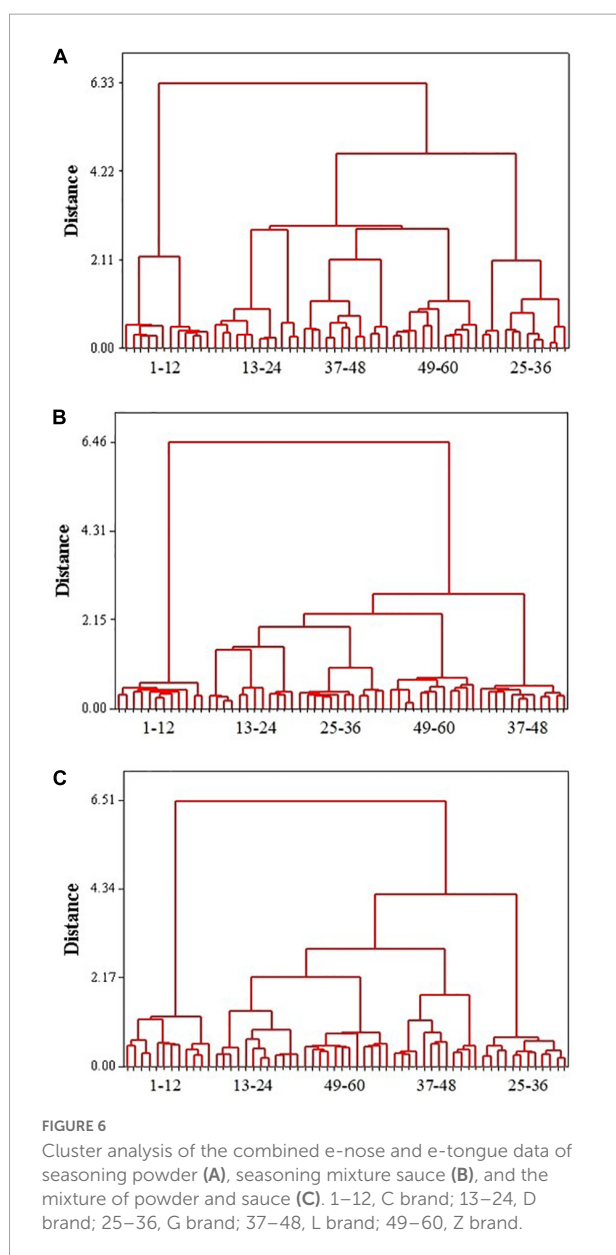 A
6.33
4.22
2.11
0.00
Distance
1-12 13-24 37-48 49-60 25-36
B
6.46
4.31
2.15
0.00
Distance
1-12 13-24 25-36 49-60 37-48
C
6.51
4.34
2.17
0.00
Distance
1-12 13-24 49-60 37-48 25-36
FIGURE 6
Cluster analysis of the combined e-nose and e-tongue data of
seasoning powder (A), seasoning mixture sauce (B), and the
mixture of powder and sauce (C). 1–12, C brand; 13–24, D
brand; 25–36, G brand; 37–48, L brand; 49–60, Z brand.